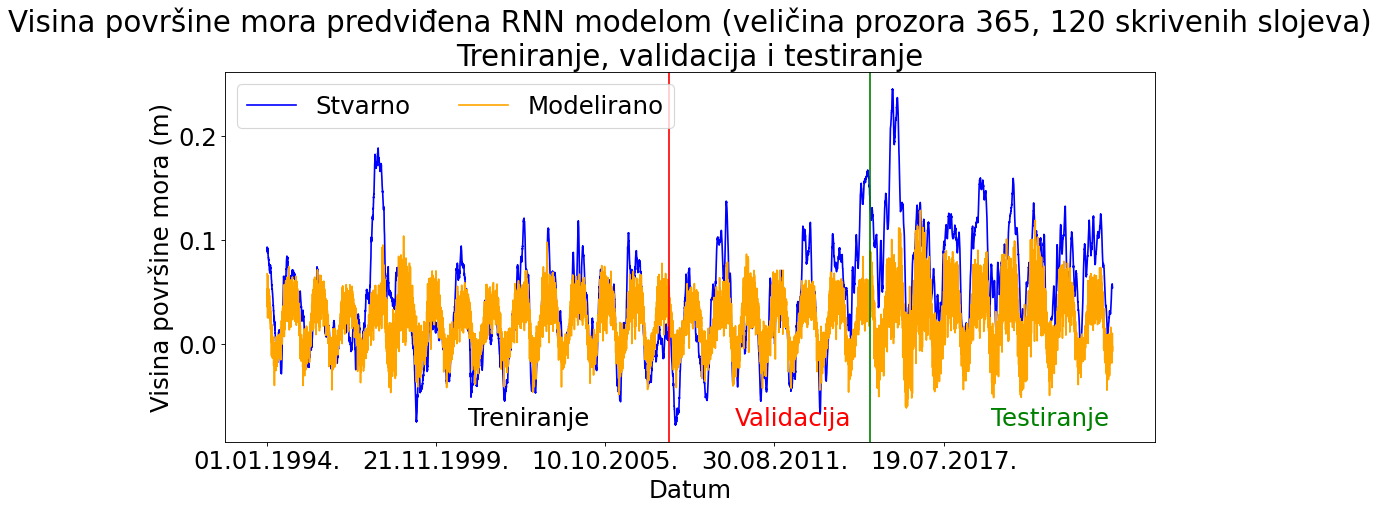 Visina površine mora predviđena RNN modelom (veličina prozora 365, 120 skrivenih slojeva)
Treniranje, validacija i testiranje
Stvarno
Modelirano
Visina površine mora (m)
0.2
0.1
0.0
Treniranje
Validacija
Testiranje
01.01.1994.
21.11.1999.
10.10.2005.
30.08.2011.
19.07.2017.
Datum